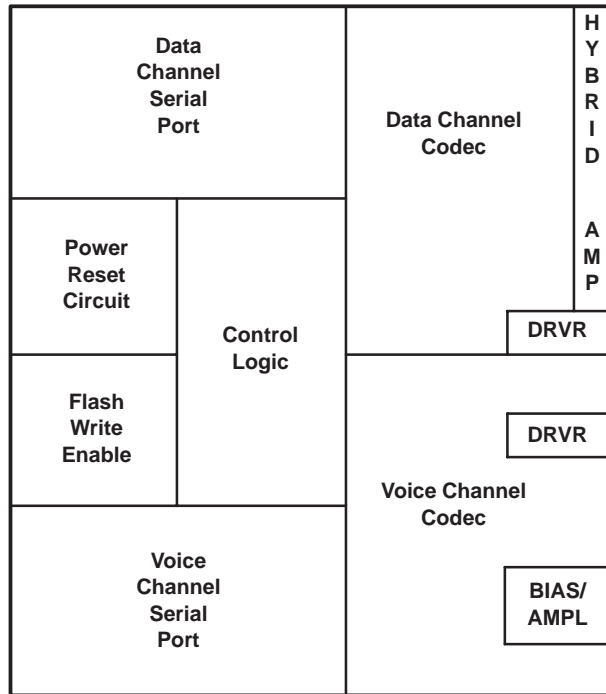 Data
Channel
Serial
Port
Data Channel
Codec
H
Y
B
R
I
D
A
M
P
Power
Reset
Circuit
Control
Logic
DRVR
Flash
Write
Enable
DRVR
Voice Channel
Codec
Voice
Channel
Serial
Port
BIAS/
AMPL